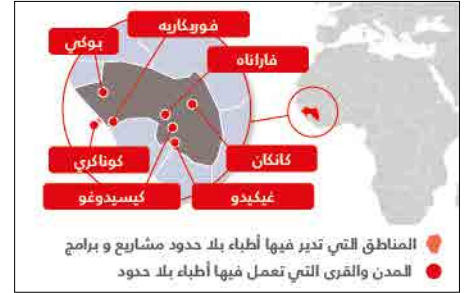 فوريكاريه
بوكي
فاراناه
كوناكري
كانكان
كيسيدوغو
غيكيدو
المناطق التي تدير فيها أطباء بلا حدود مشاريع و برامج
المدن والقرى التي تعمل فيها أطباء بلا حدود